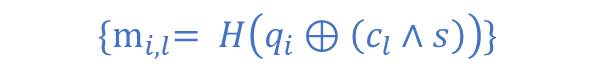 {m_{i,l}= H(q_i ⊕ (c_l ∧ s))}